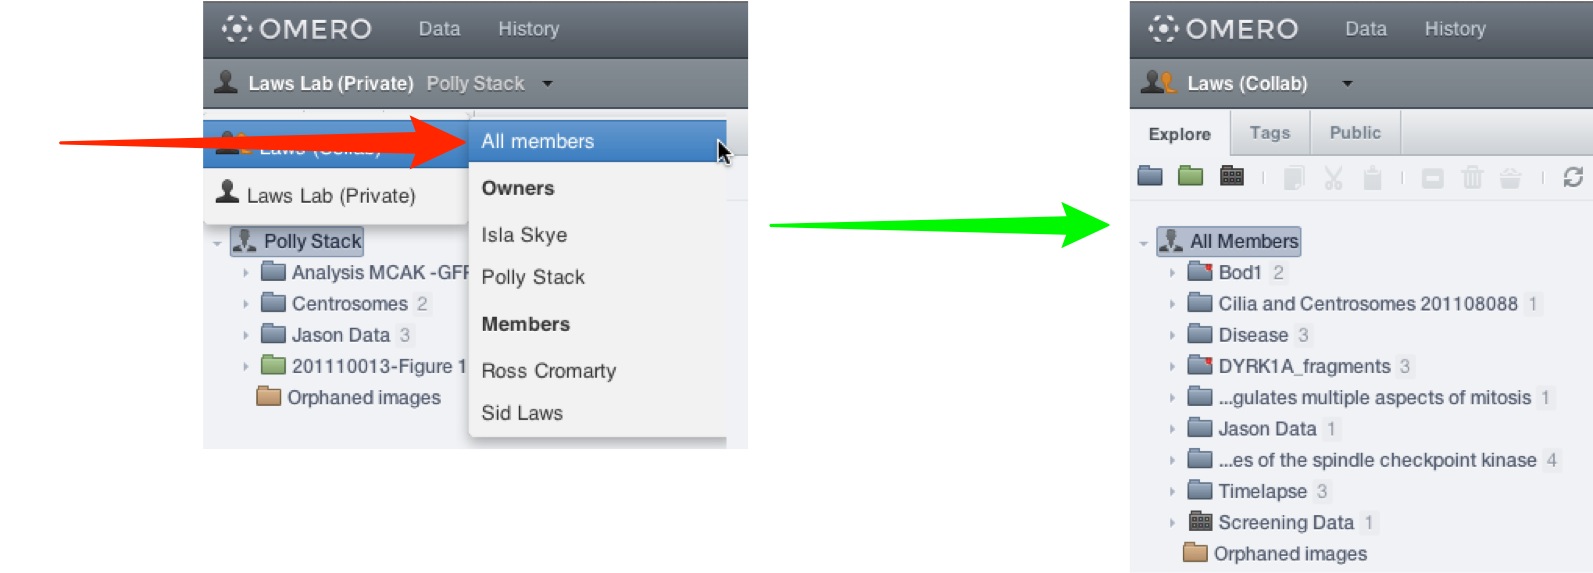 OMERO Data History
Laws Lab (Private) Polly Stack
Laws (Collab)
Laws Lab (Private)
All members
Owners
Isla Skye
Polly Stack
Members
Ross Cromarty
Sid Laws
Polly Stack
Analysis MCAK -GFP
Centrosomes 2
Jason Data 3
201110013-Figure 1
Orphaned images
OMERO Data History
Laws (Collab)
Explore Tags Public
All Members
Bod1 2
Cilia and Centrosomes 201108088 1
Disease 3
DYRK1A_fragments 3
...gulates multiple aspects of mitosis 1
Jason Data 1
...es of the spindle checkpoint kinase 4
Timelapse 3
Screening Data 1
Orphaned images